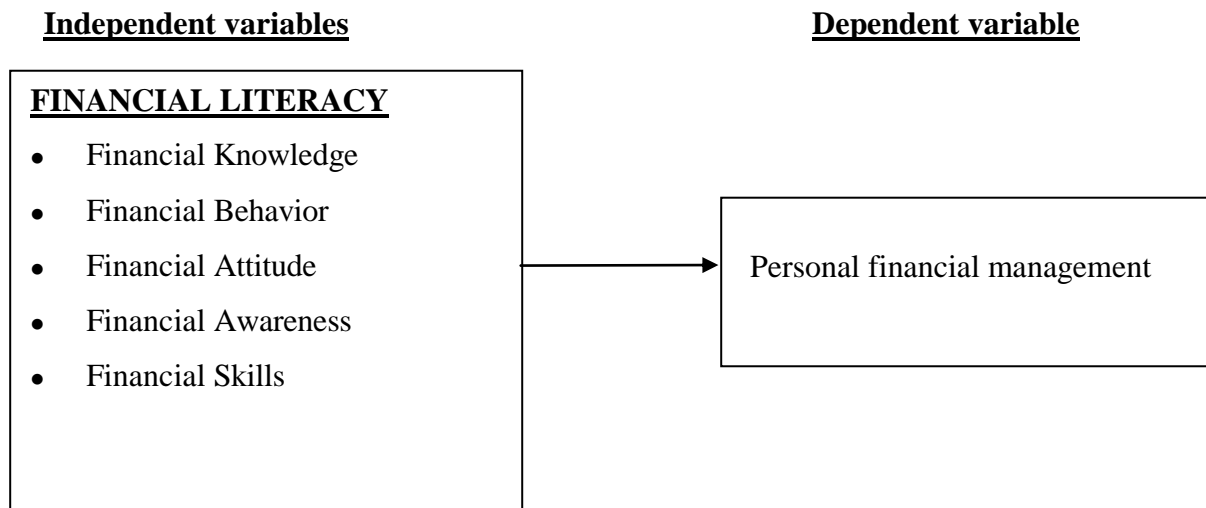 Independent variables
Dependent variable
FINANCIAL LITERACY
● Financial Knowledge
● Financial Behavior
● Financial Attitude
● Financial Awareness
● Financial Skills
Personal financial management